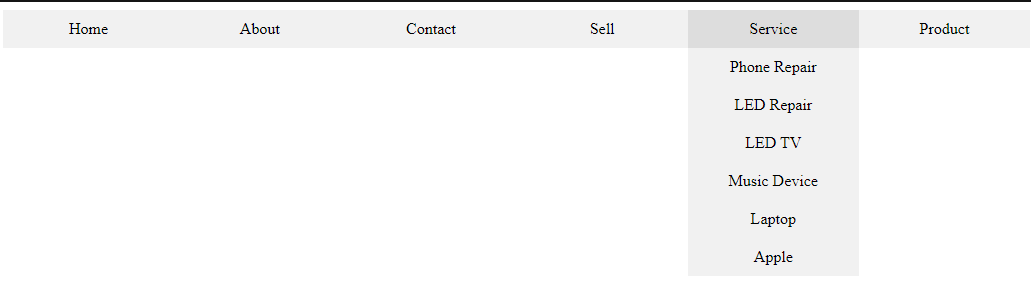 Home About Contact Sell Service Product
Phone Repair
LED Repair
LED TV
Music Device
Laptop
Apple